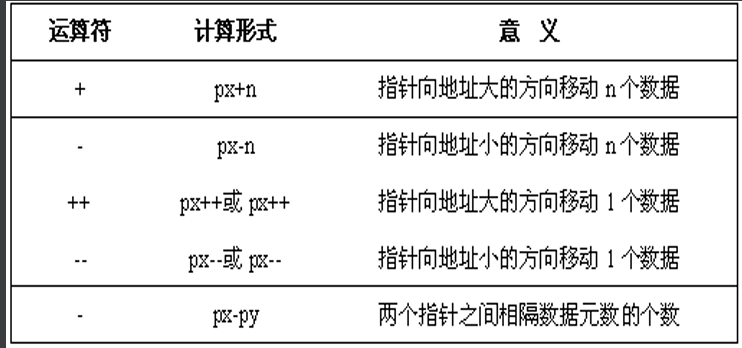 运算符 计算形式 意 义
+ px+n 指针向地址大的方向移动 n 个数据
- px-n 指针向地址小的方向移动 n 个数据
++ px++或 px++ 指针向地址大的方向移动 1 个数据
-- px--或 px-- 指针向地址小的方向移动 1 个数据
- px-py 两个指针之间相隔数据元数的个数